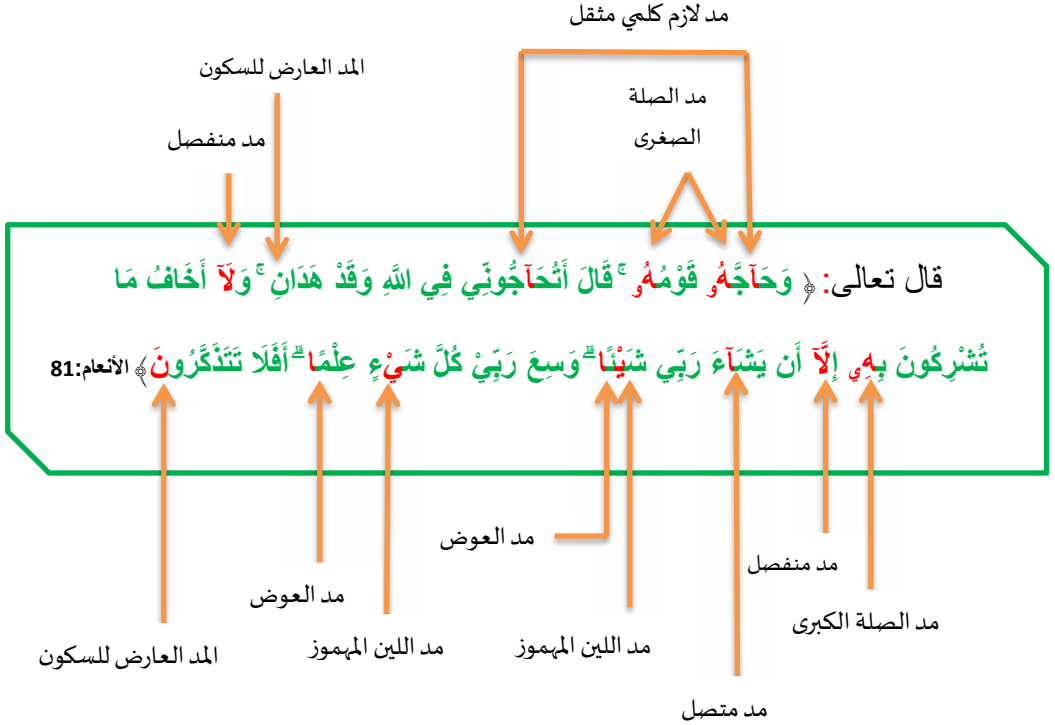 مد لازم كلمي مثقل
المد العارض للسكون
مد الصلة
الصغرى
مد منفصل
قال تعالى: ﴿ وَحَآجَّهُۥ قَوْمُهُۥ ۚ قَالَ أَتُحَآجُّونِّي فِي اللَّهِ وَقَدْ هَدَانِ ۚ وَلَآ أَخَافُ مَا
تُشْرِكُونَ بِهِۦ إِلَّآ أَن يَشَآءَ رَبِّي شَيْئًا ۗ وَسِعَ رَبِّيْ كُلَّ شَيْءٍ عِلْمًا ۗ أَفَلَا تَتَذَكَّرُونَ﴾ الأنعام:81
مد العوض
مد منفصل
مد العوض
مد الصلة الكبرى
مد اللين المهموز
مد اللين المهموز
المد العارض للسكون
مد متصل